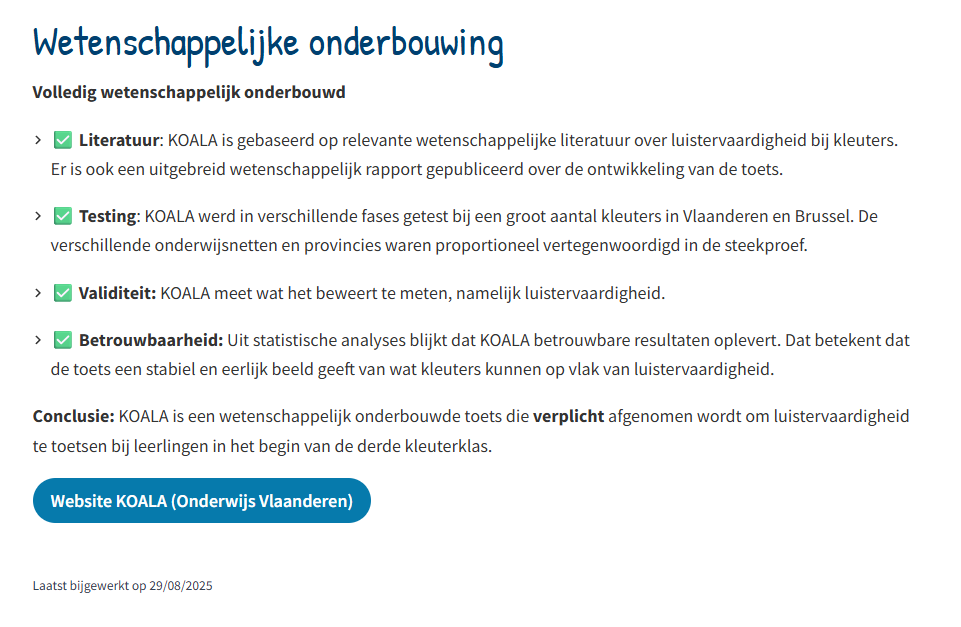 Wetenschappelijke onderbouwing
Volledig wetenschappelijk onderbouwd
› ✅ Literatuur: KOALA is gebaseerd op relevante wetenschappelijke literatuur over luistervaardigheid bij kleuters.
Er is ook een uitgebreid wetenschappelijk rapport gepubliceerd over de ontwikkeling van de toets.
› ✅ Testing: KOALA werd in verschillende fases getest bij een groot aantal kleuters in Vlaanderen en Brussel. De
verschillende onderwijsnetten en provincies waren proportioneel vertegenwoordigd in de steekproef.
› ✅ Validiteit: KOALA meet wat het beweert te meten, namelijk luistervaardigheid.
› ✅ Betrouwbaarheid: Uit statistische analyses blijkt dat KOALA betrouwbare resultaten oplevert. Dat betekent dat
de toets een stabiel en eerlijk beeld geeft van wat kleuters kunnen op vlak van luistervaardigheid.
Conclusie: KOALA is een wetenschappelijk onderbouwde toets die verplicht afgenomen wordt om luistervaardigheid
te toetsen bij leerlingen in het begin van de derde kleuterklas.
Website KOALA (Onderwijs Vlaanderen)
Laatst bijgewerkt op 29/08/2025